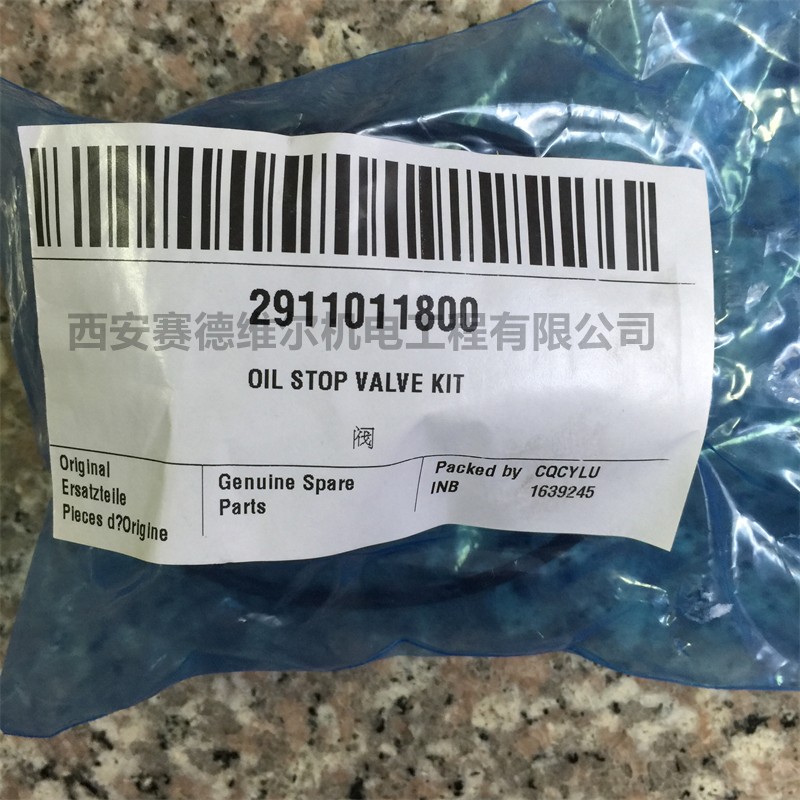 2911011800
西安赛德维尔机电工程有限公司
OIL STOP VALVE KIT
阀
Original
Ersatzteile
Pieces d?Origine
Genuine Spare
Parts
Packed by CQCYLU
INB 1639245